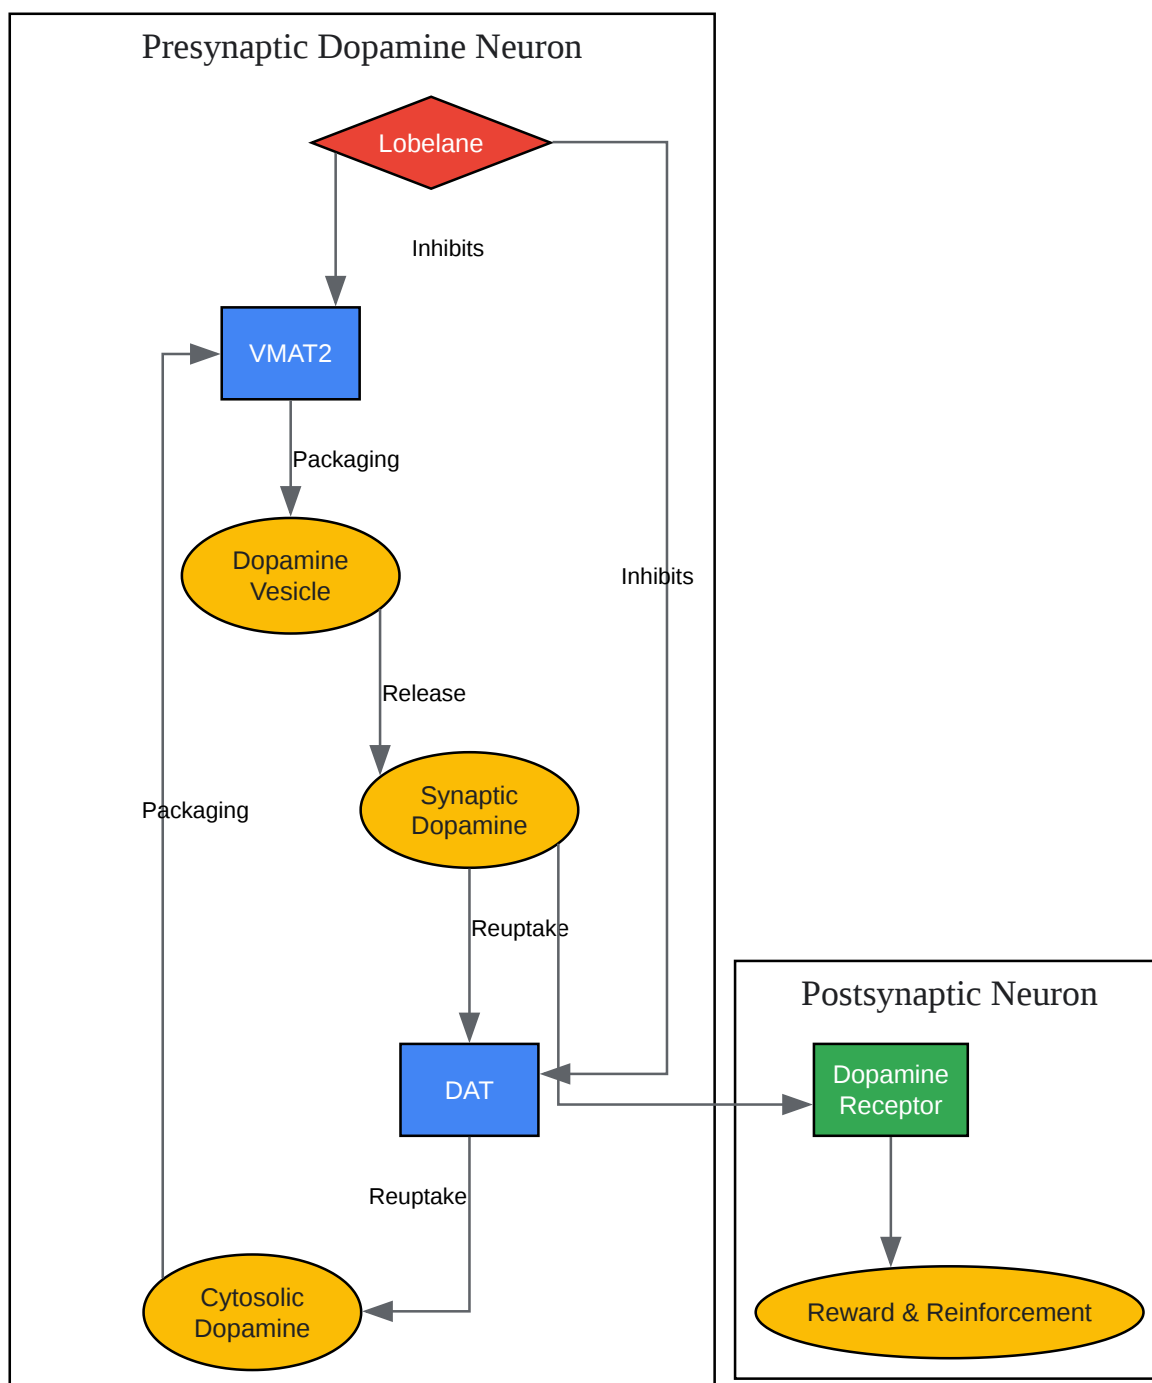 Presynaptic Dopamine Neuron
Lobelane
Inhibits
VMAT2
Packaging
Dopamine
Vesicle
Inhibits
Release
Synaptic
Dopamine
Packaging
Reuptake
Postsynaptic Neuron
DAT
Dopamine
Receptor
Reuptake
Cytosolic
Dopamine
Reward & Reinforcement